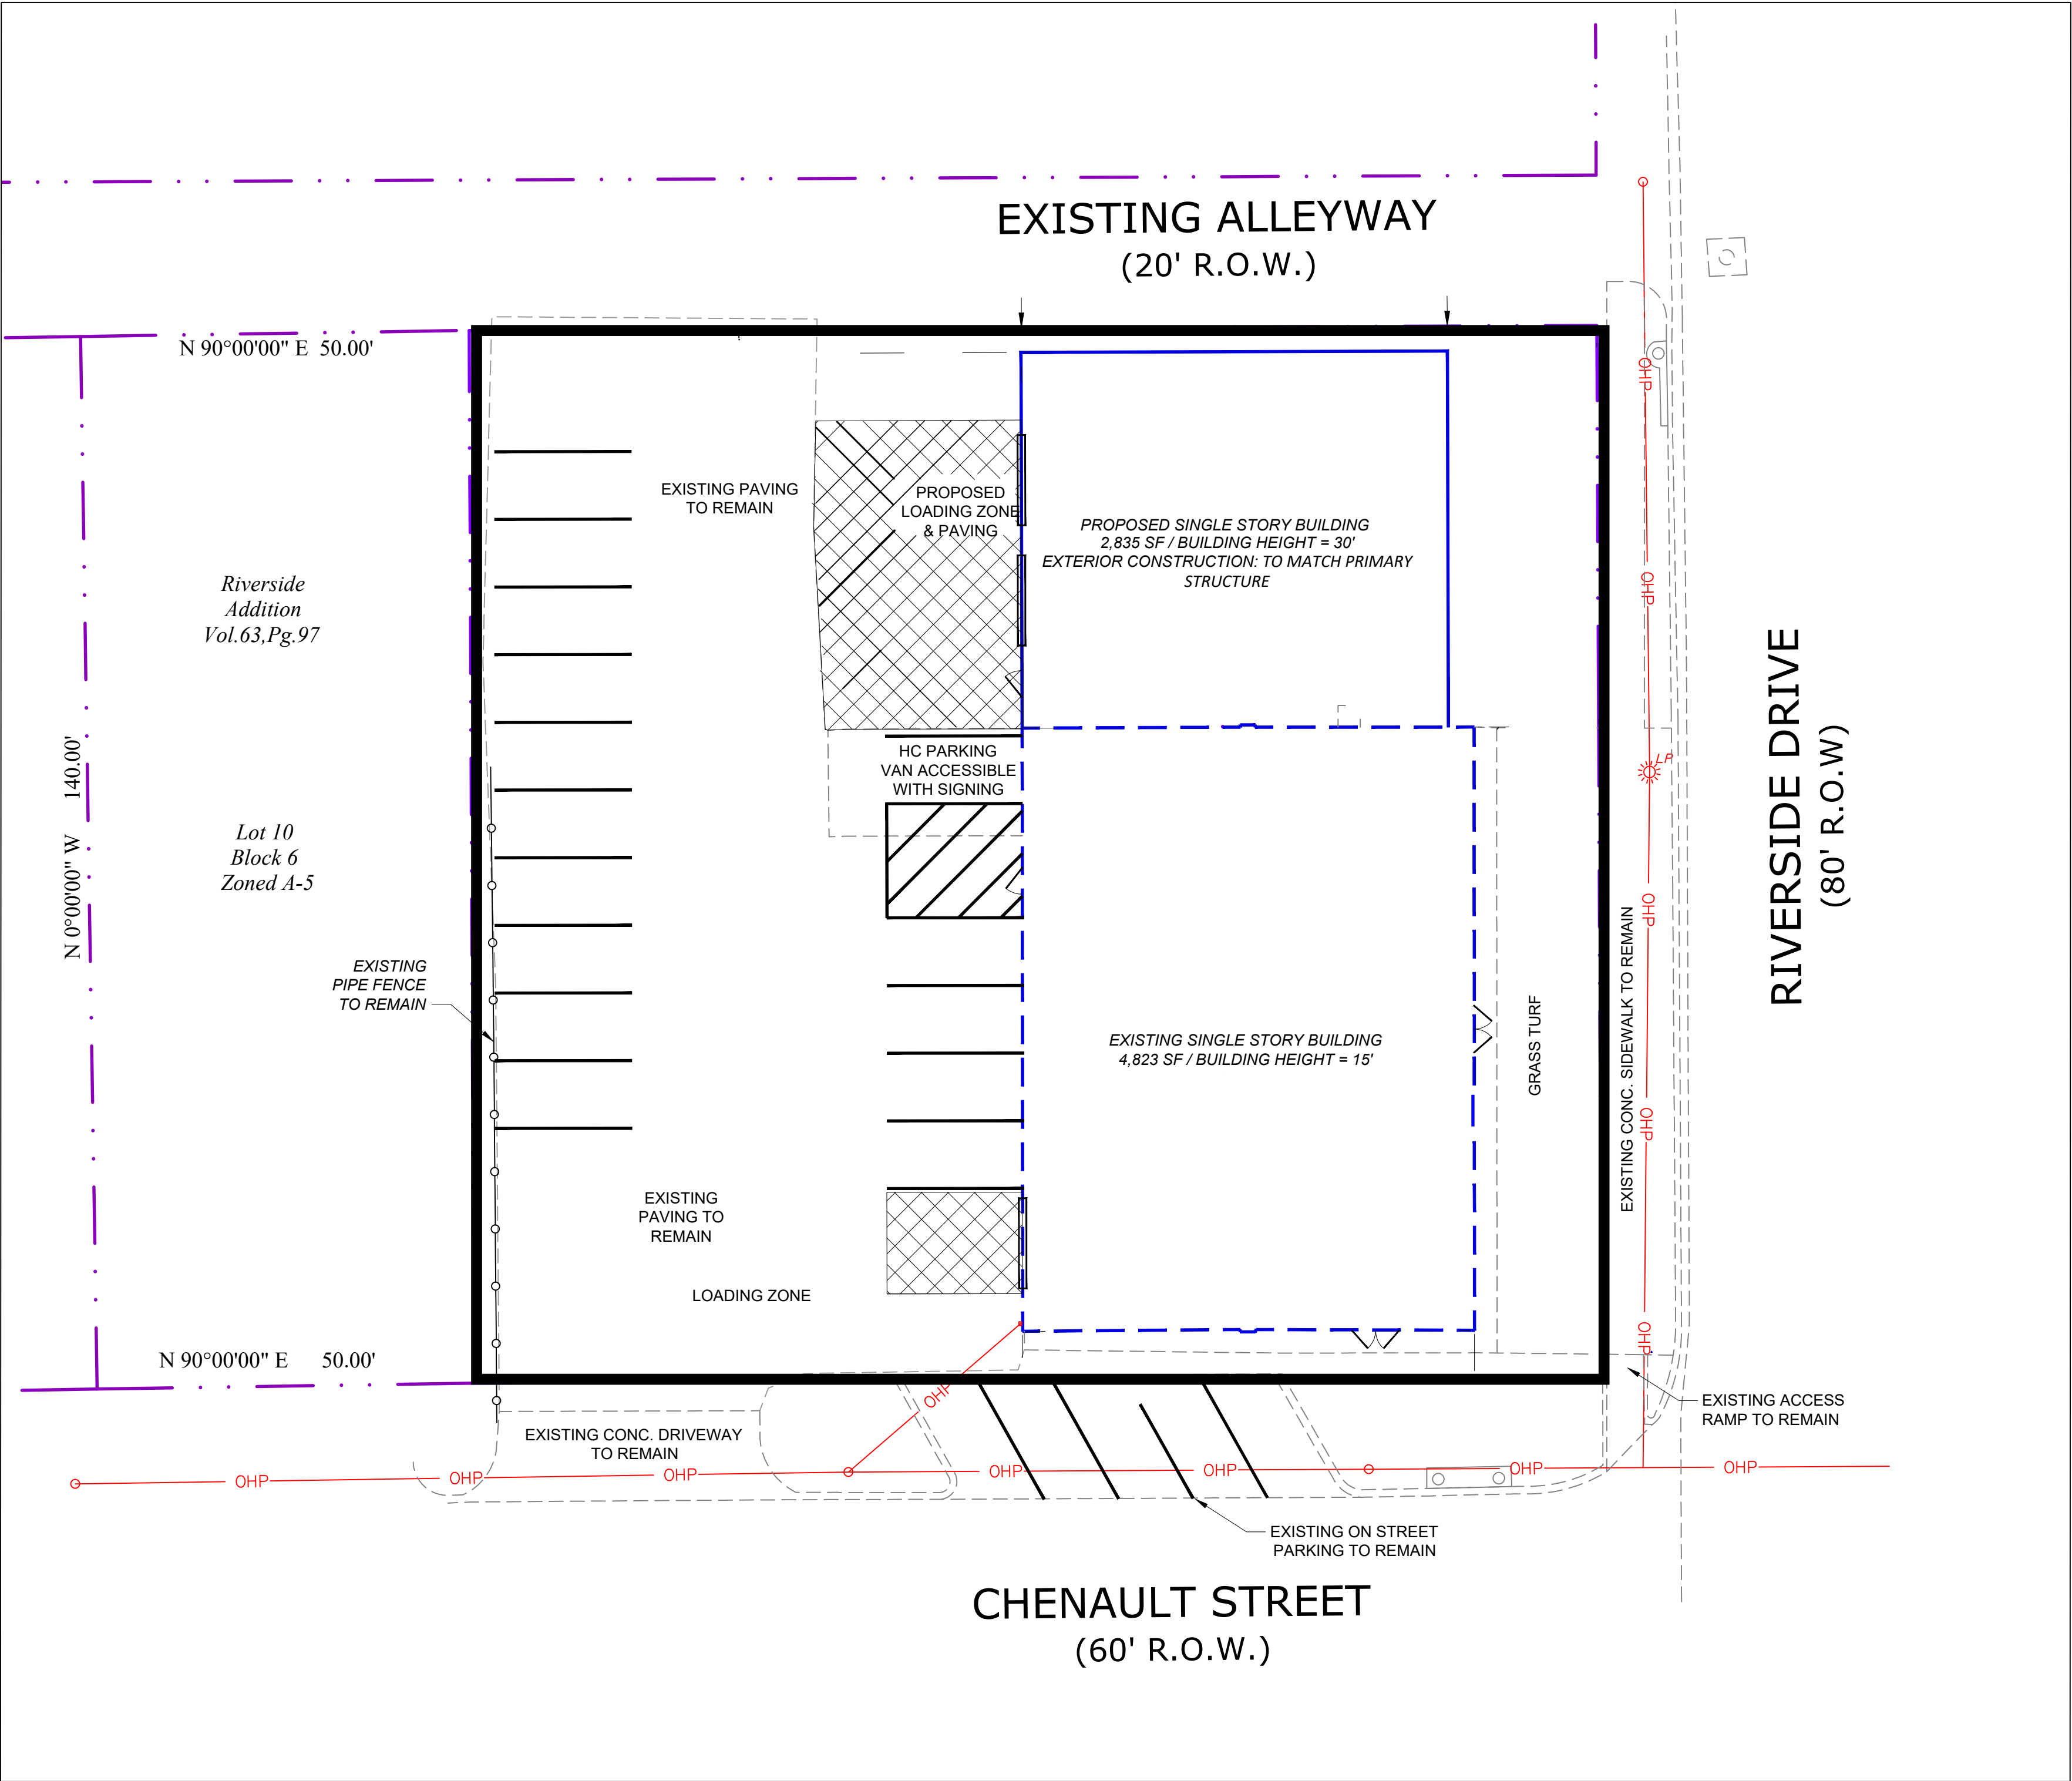 EXISTING ALLEYWAY
(20' R.O.W.)
N 90°00'00" E  50.00'
OHP
EXISTING PAVING
TO REMAIN
PROPOSED
LOADING ZONE
& PAVING
PROPOSED SINGLE STORY BUILDING
2,835 SF / BUILDING HEIGHT = 30'
EXTERIOR CONSTRUCTION: TO MATCH PRIMARY
STRUCTURE
OHP
Riverside
Addition
Vol.63,Pg.97
RIVERSIDE DRIVE
(80' R.O.W)
N 0°00'00" W  140.00'
HC PARKING
VAN ACCESSIBLE
WITH SIGNING
LP
Lot 10
Block 6
Zoned A-5
OHP
EXISTING
PIPE FENCE
TO REMAIN
EXISTING SINGLE STORY BUILDING
4,823 SF / BUILDING HEIGHT = 15'
GRASS TURF
EXISTING CONC. SIDEWALK TO REMAIN
OHP
EXISTING
PAVING TO
REMAIN
LOADING ZONE
OHP
N 90°00'00" E  50.00'
OHP
EXISTING ACCESS
RAMP TO REMAIN
EXISTING CONC. DRIVEWAY
TO REMAIN
OHP
OHP
OHP
OHP
OHP
OHP
OHP
EXISTING ON STREET
PARKING TO REMAIN
CHENAULT STREET
(60' R.O.W.)